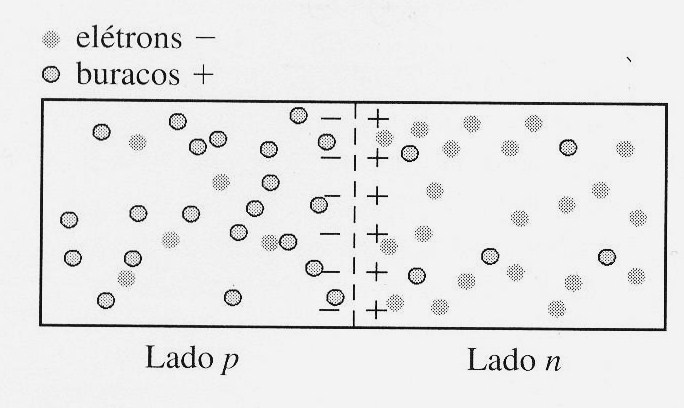 elétrons −
buracos +
− +
− +
− +
− +
− +
− +
Lado p
Lado n